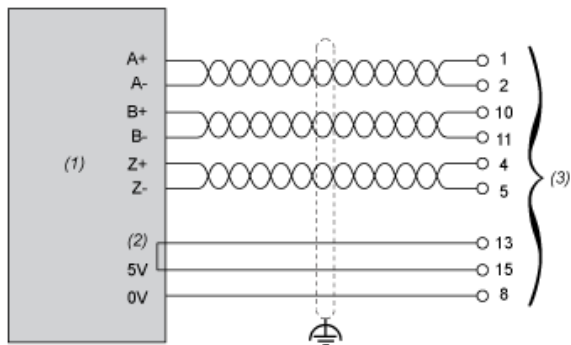 A+ 1
A- 2
B+ 10
B- 11
(1) Z+ 4 (3)
Z- 5
(2) 13
5V 15
0V 8